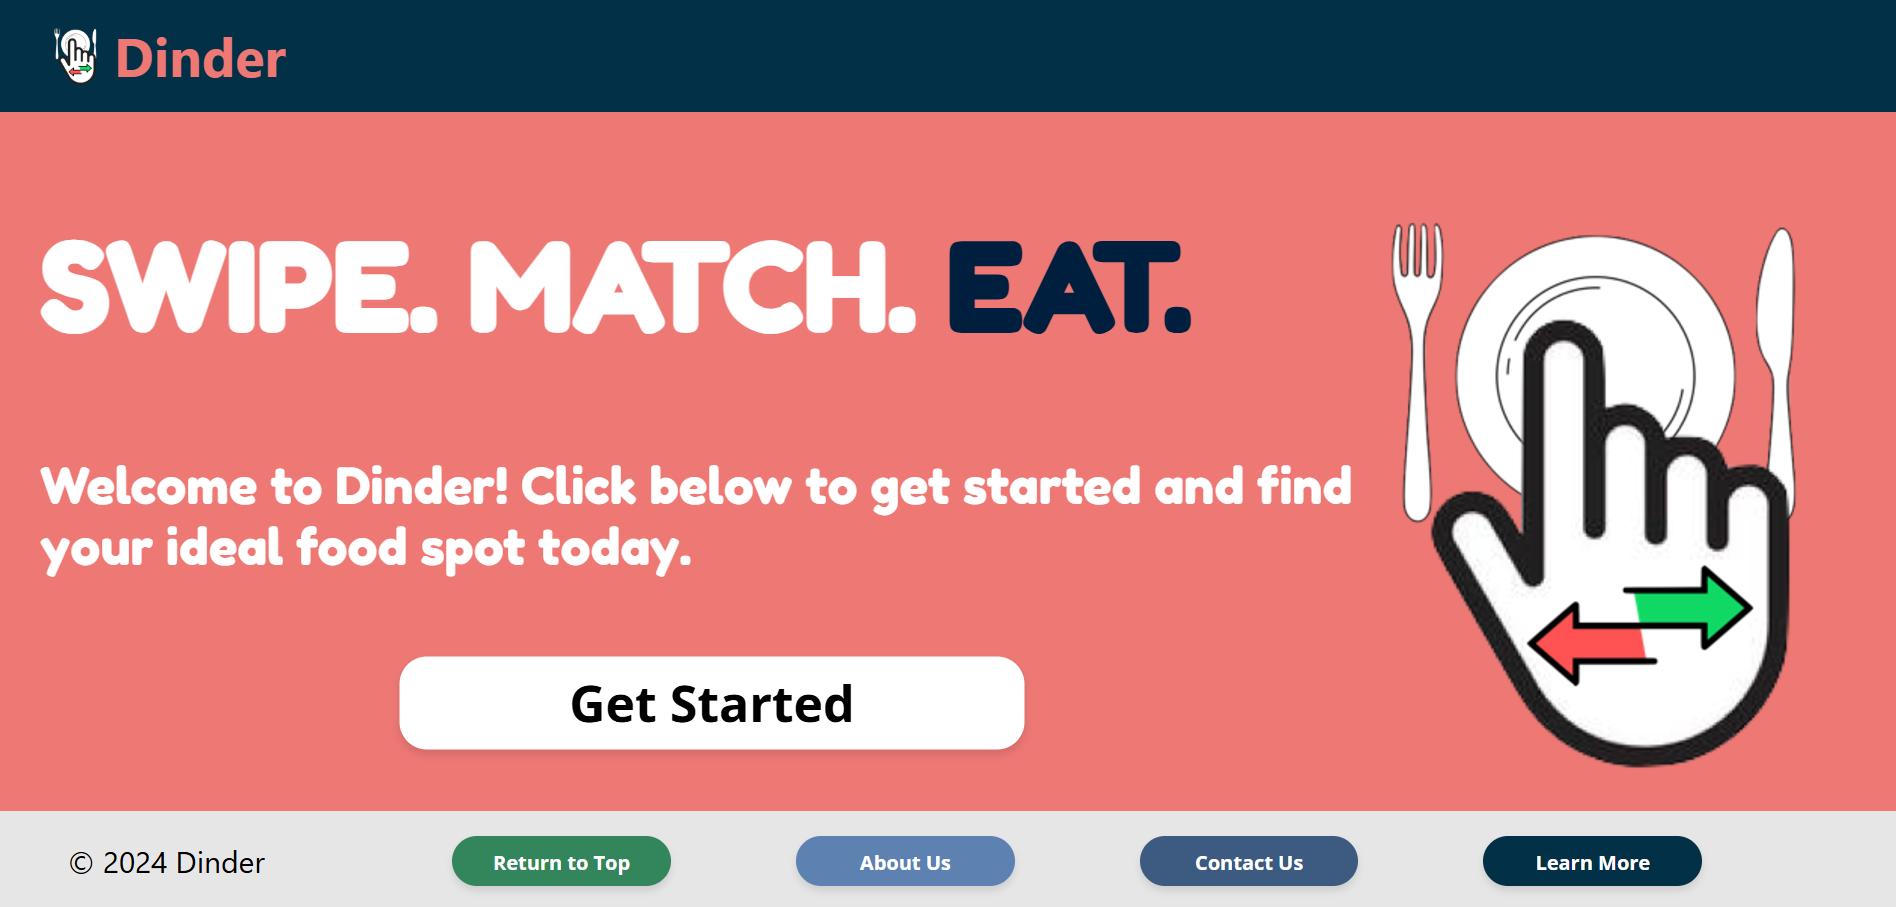 Dinder
SWIPE. MATCH. EAT.
Welcome to Dinder! Click below to get started and find
your ideal food spot today.
Get Started
© 2024 Dinder
Return to Top
About Us
Contact Us
Learn More